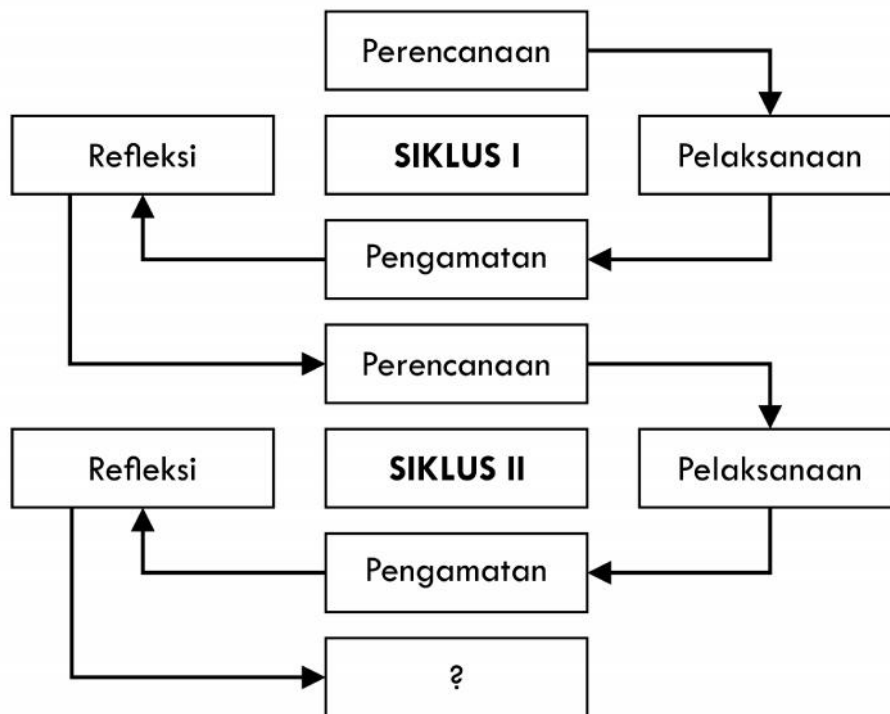 Perencanaan
Refleksi
SIKLUS I
Pelaksanaan
Pengamatan
Perencanaan
Refleksi
SIKLUS II
Pelaksanaan
Pengamatan
?